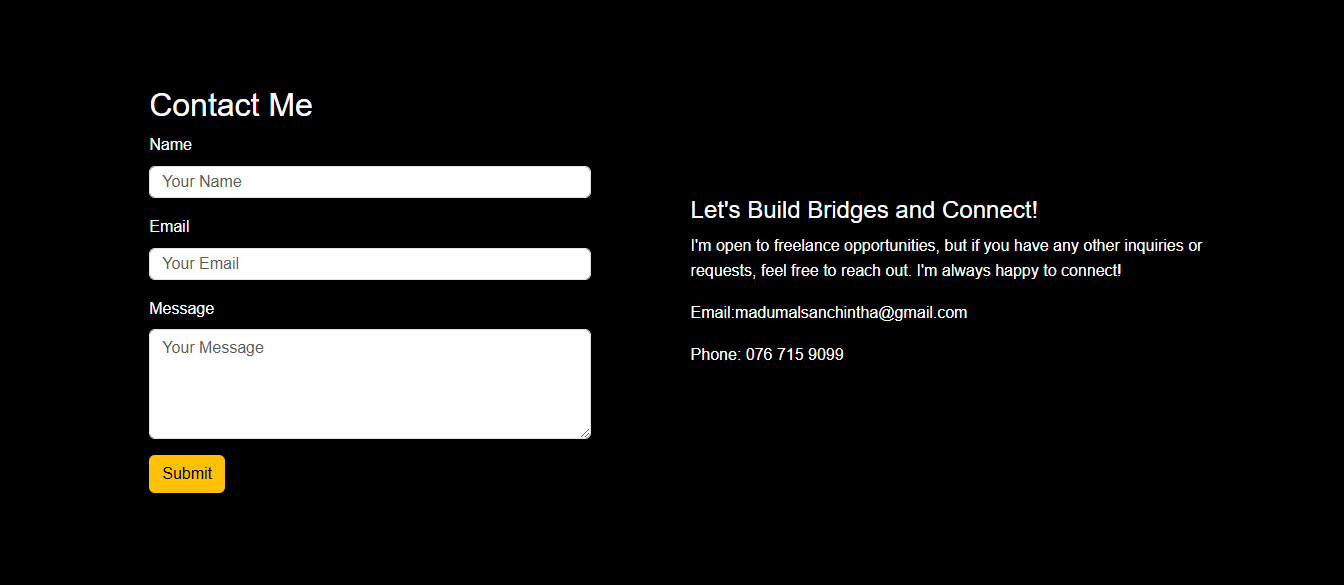 Contact Me
Name
Your Name
Email
Your Email
Message
Your Message
Submit
Let's Build Bridges and Connect!
I'm open to freelance opportunities, but if you have any other inquiries or
requests, feel free to reach out. I'm always happy to connect!
Email:madumalsanchintha@gmail.com
Phone: 076 715 9099